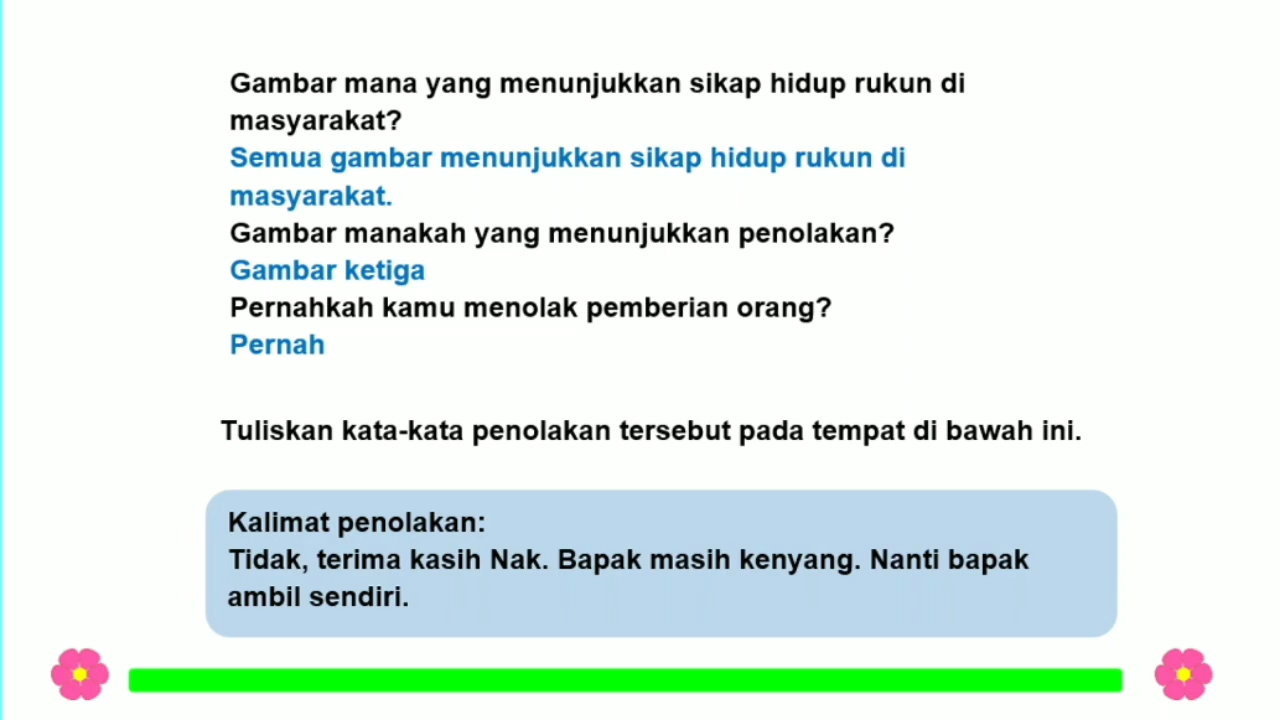 Gambar mana yang menunjukkan sikap hidup rukun di
masyarakat?
Semua gambar menunjukkan sikap hidup rukun di
masyarakat.
Gambar manakah yang menunjukkan penolakan?
Gambar ketiga
Pernahkah kamu menolak pemberian orang?
Pernah
Tuliskan kata-kata penolakan tersebut pada tempat di bawah ini.
Kalimat penolakan:
Tidak, terima kasih Nak. Bapak masih kenyang. Nanti bapak
ambil sendiri.